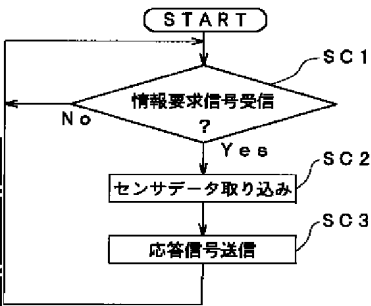 START
SC1
情報要求信号受信
?
No
Yes
SC2
センサデータ取り込み
SC3
応答信号送信